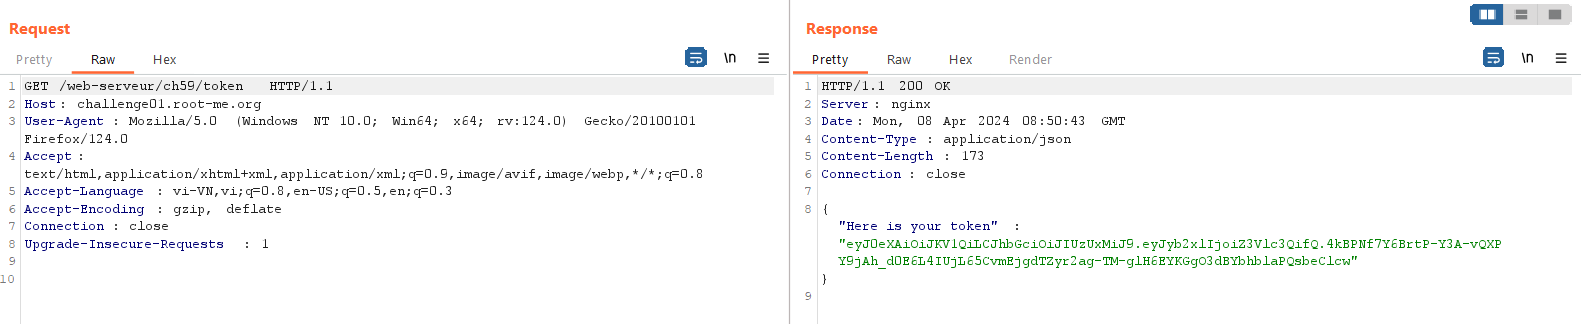 Request
Pretty Raw Hex
\n
1 GET /web-serveur/ch59/token HTTP/1.1
2 Host: challenge01.root-me.org
3 User-Agent: Mozilla/5.0 (Windows NT 10.0; Win64; x64; rv:124.0) Gecko/20100101
Firefox/124.0
4 Accept:
text/html,application/xhtml+xml,application/xml;q=0.9,image/avif,image/webp,*/*;q=0.8
5 Accept-Language: vi-VN,vi;q=0.8,en-US;q=0.5,en;q=0.3
6 Accept-Encoding: gzip, deflate
7 Connection: close
8 Upgrade-Insecure-Requests: 1
9
10
Response
Pretty Raw Hex Render
\n
1 HTTP/1.1 200 OK
2 Server: nginx
3 Date: Mon, 08 Apr 2024 08:50:43 GMT
4 Content-Type: application/json
5 Content-Length: 173
6 Connection: close
7
8 {
"Here is your token" :
"eyJ0eXAiOiJKV1QiLCJhbGciOiJIUzUxMiJ9.eyJyb2xlIjoiZ3Vlc3QifQ.4kBPNf7Y6BrtP-Y3A-vQXP
Y9jAh_d0E6L4IUjL65CvmEjgdTZyr2ag-TM-glH6EYKGgO3dBYbhblaPQsbeClcw"
}
9